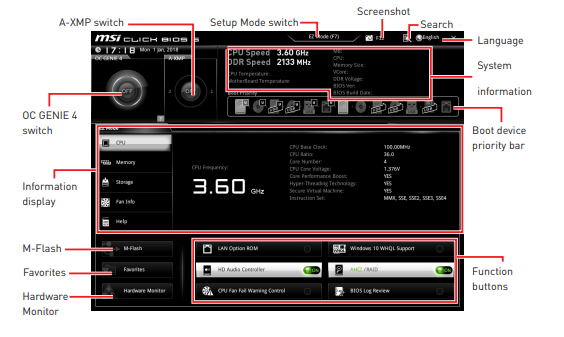 Screenshot
A-XMP switch
Setup Mode switch
Search
msi CLICK BIOS 5
EZ Mode (F7)
F12
English
X
Language
17:18 Mon 1 Jan, 2018
OC GENIE 4
A-XMP
CPU Speed 3.60 GHz
DDR Speed 2133 MHz
CPU Temperature:
MotherBoard Temperature:
MB:
CPU:
Memory Size:
VCore:
DDR Voltage:
BIOS Ver:
BIOS Build Date:
System
information
OFF
Boot Priority
OC GENIE 4
switch
Boot device
priority bar
CPU
Memory
Storage
Fan Info
Help
Information
display
CPU Frequency:
3.60 GHz
CPU Base Clock: 100.00MHz
CPU Ratio: 36.0
Core Number: 4
CPU Core Voltage: 1.376V
Core Performance Boost: YES
Hyper-Threading Technology: YES
Secure Virtual Machine: YES
Instruction Set: MMX, SSE, SSE2, SSE3, SSE4
M-Flash
M-Flash
Favorites
Favorites
Hardware
Monitor
Hardware Monitor
LAN Option ROM
Windows 10 WHQL Support
HD Audio Controller ON
AHCI /RAID ON
CPU Fan Fail Warning Control
BIOS Log Review
Function
buttons